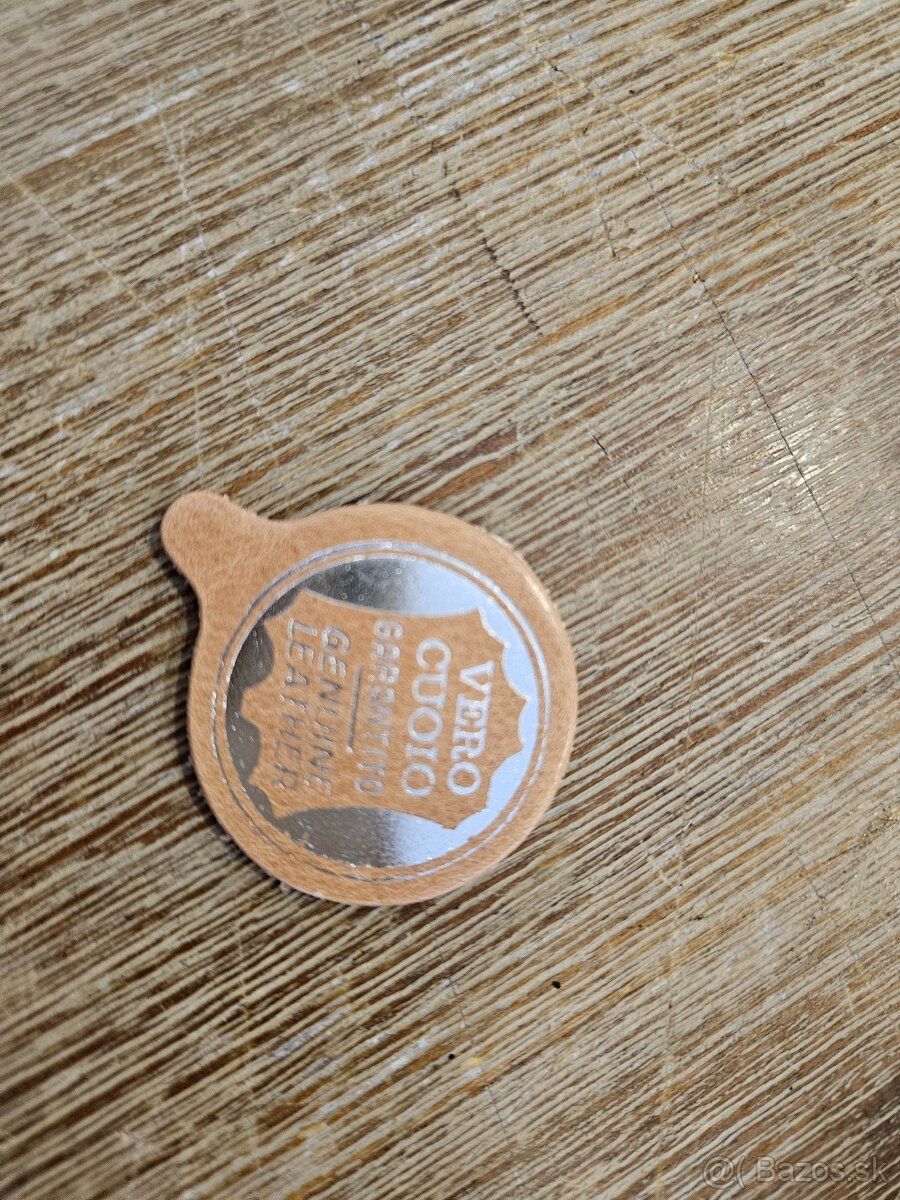 VERO
CUOIO
GARANTITO
GENUINE
LEATHER
@( Bazos.sk